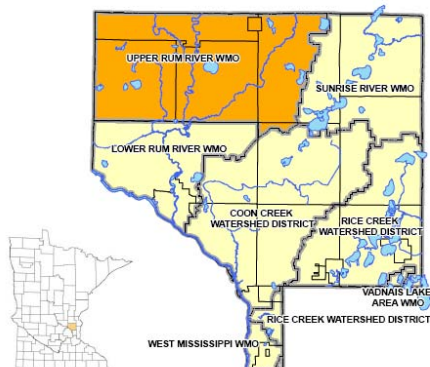 UPPER RUM RIVER WMO
SUNRISE RIVER WMO
LOWER RUM RIVER WMO
COON CREEK
WATERSHED DISTRICT
RICE CREEK
WATERSHED DISTRICT
VADNAIS LAKE
AREA WMO
RICE CREEK WATERSHED DISTRICT
WEST MISSISSIPPI WMO